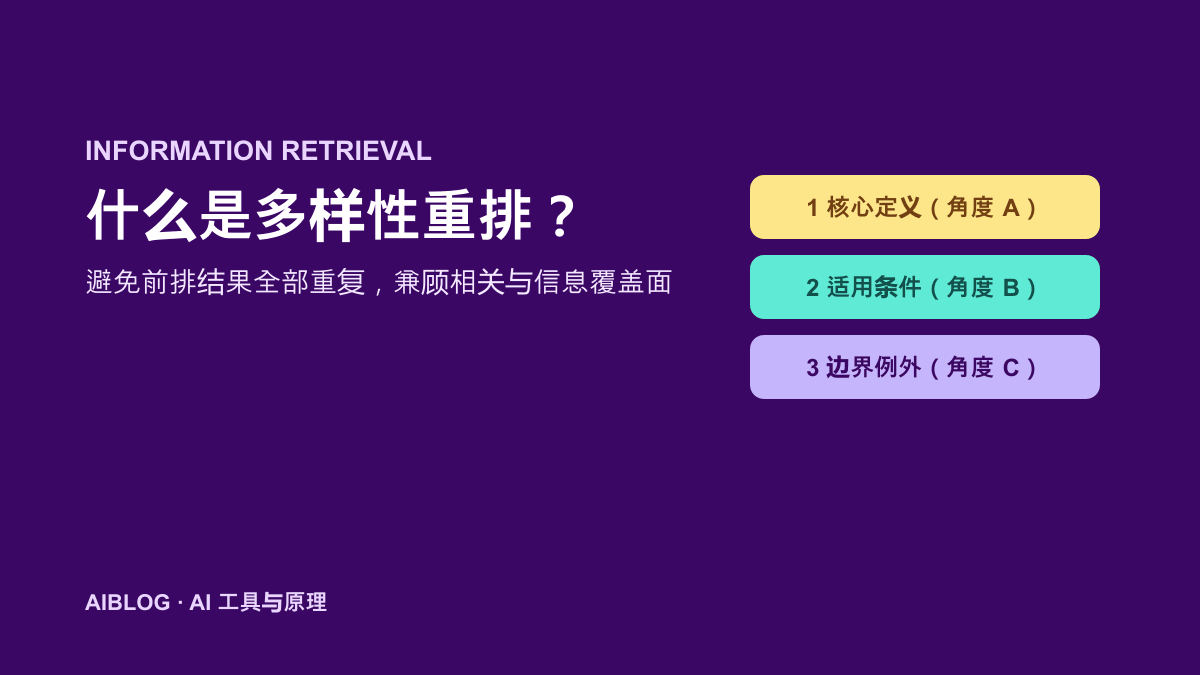 INFORMATION RETRIEVAL
什么是多样性重排？
避免前排结果全部重复，兼顾相关与信息覆盖面
1 核心定义（角度 A）
2 适用条件（角度 B）
3 边界例外（角度 C）
AIBLOG · AI 工具与原理